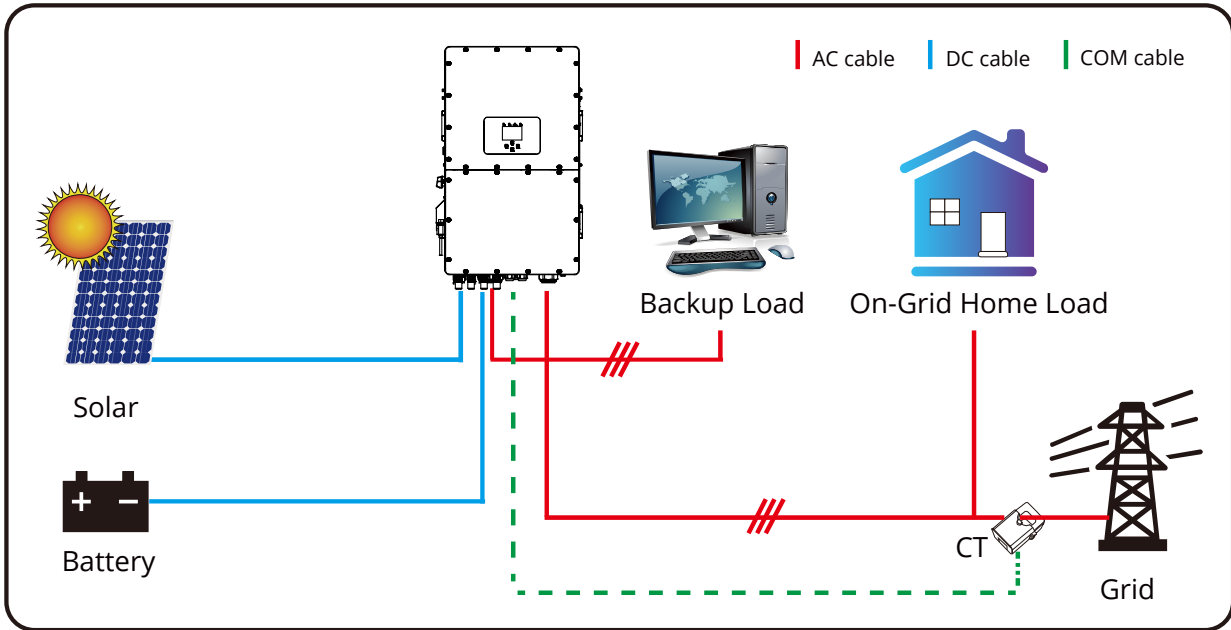 AC cable
DC cable
COM cable
Backup Load
On-Grid Home Load
Solar
+ −
Battery
CT
Grid